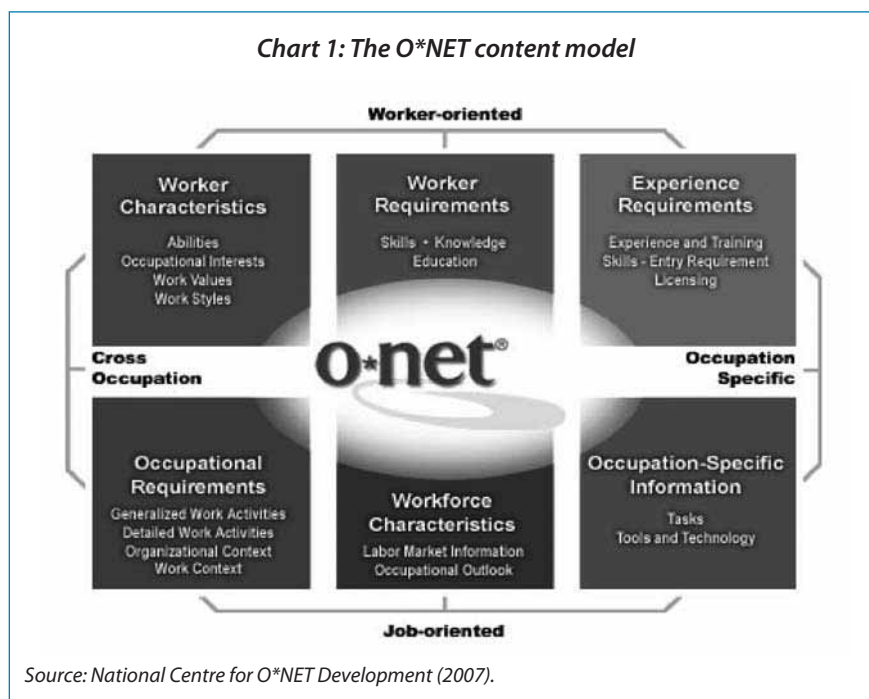 Chart 1: The O*NET content model
Worker-oriented
Worker
Characteristics
Abilities
Occupational Interests
Work Values
Work Styles
Worker
Requirements
Skills • Knowledge
Education
Experience
Requirements
Experience and Training
Skills - Entry Requirement
Licensing
Cross
Occupation
o*net®
Occupation
Specific
Occupational
Requirements
Generalized Work Activities
Detailed Work Activities
Organizational Context
Work Context
Workforce
Characteristics
Labor Market Information
Occupational Outlook
Occupation-Specific
Information
Tasks
Tools and Technology
Job-oriented
Source: National Centre for O*NET Development (2007).